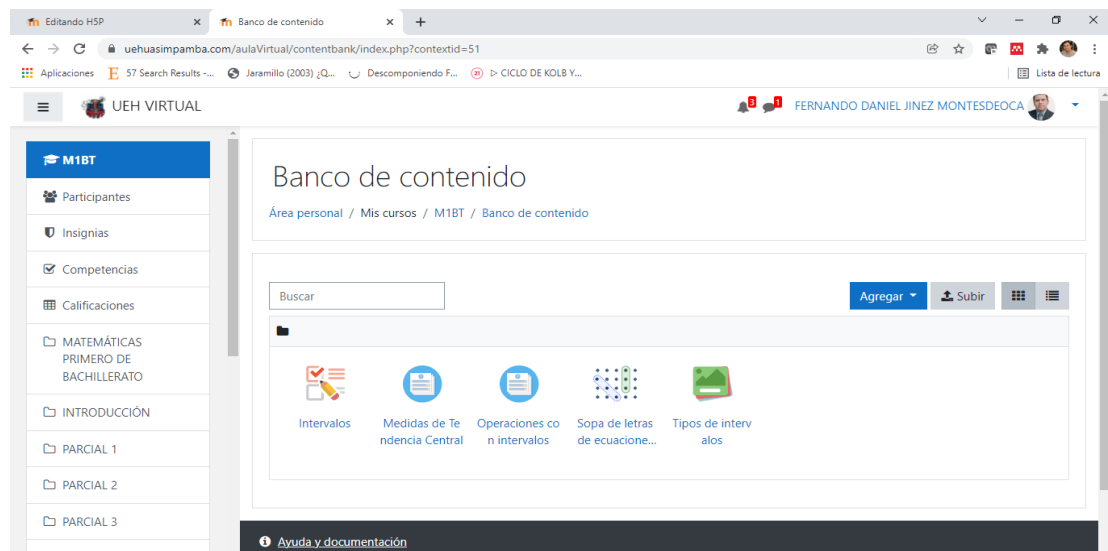 Editando H5P
Banco de contenido
uehuasimpamba.com/aulaVirtual/contentbank/index.php?contextid=51
Aplicaciones
57 Search Results -...
Jaramillo (2003) ¿Q...
Descomponiendo F...
▷ CICLO DE KOLB Y...
Lista de lectura
UEH VIRTUAL
3
1
FERNANDO DANIEL JINEZ MONTESDEOCA
M1BT
Participantes
Insignias
Competencias
Calificaciones
MATEMÁTICAS
PRIMERO DE
BACHILLERATO
INTRODUCCIÓN
PARCIAL 1
PARCIAL 2
PARCIAL 3
Banco de contenido
Área personal / Mis cursos / M1BT / Banco de contenido
Buscar
Agregar
Subir
Intervalos
Medidas de Te
ndencia Central
Operaciones co
n intervalos
Sopa de letras
de ecuacione...
Tipos de interv
alos
Ayuda y documentación